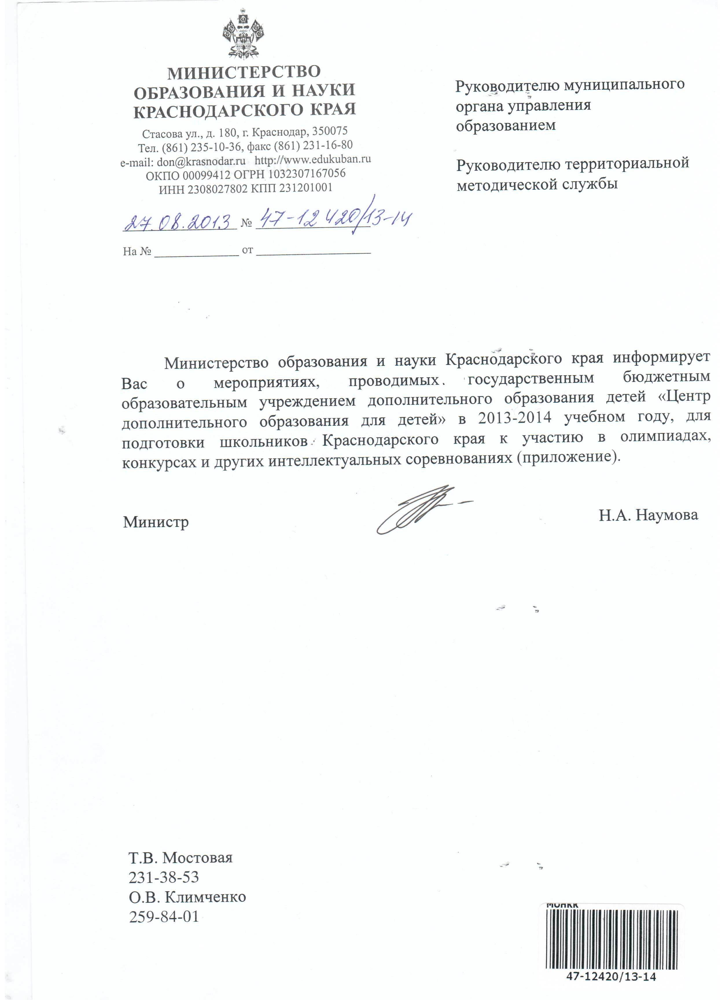 МИНИСТЕРСТВО
ОБРАЗОВАНИЯ И НАУКИ
КРАСНОДАРСКОГО КРАЯ
Стасова ул., д. 180, г. Краснодар, 350075
Тел. (861) 235-10-36, факс (861) 231-16-80
e-mail: don@krasnodar.ru http://www.edukuban.ru
ОКПО 00099412 ОГРН 1032307167056
ИНН 2308027802 КПП 231201001
27.08.2013 № 47-12420/13-14
На № от
Руководителю муниципального
органа управления
образованием
Руководителю территориальной
методической службы
Министерство образования и науки Краснодарского края информирует
Вас о мероприятиях, проводимых государственным бюджетным
образовательным учреждением дополнительного образования детей «Центр
дополнительного образования для детей» в 2013-2014 учебном году, для
подготовки школьников Краснодарского края к участию в олимпиадах,
конкурсах и других интеллектуальных соревнованиях (приложение).
Министр Н.А. Наумова
Т.В. Мостовая
231-38-53
О.В. Климченко
259-84-01
МОНКК
47-12420/13-14